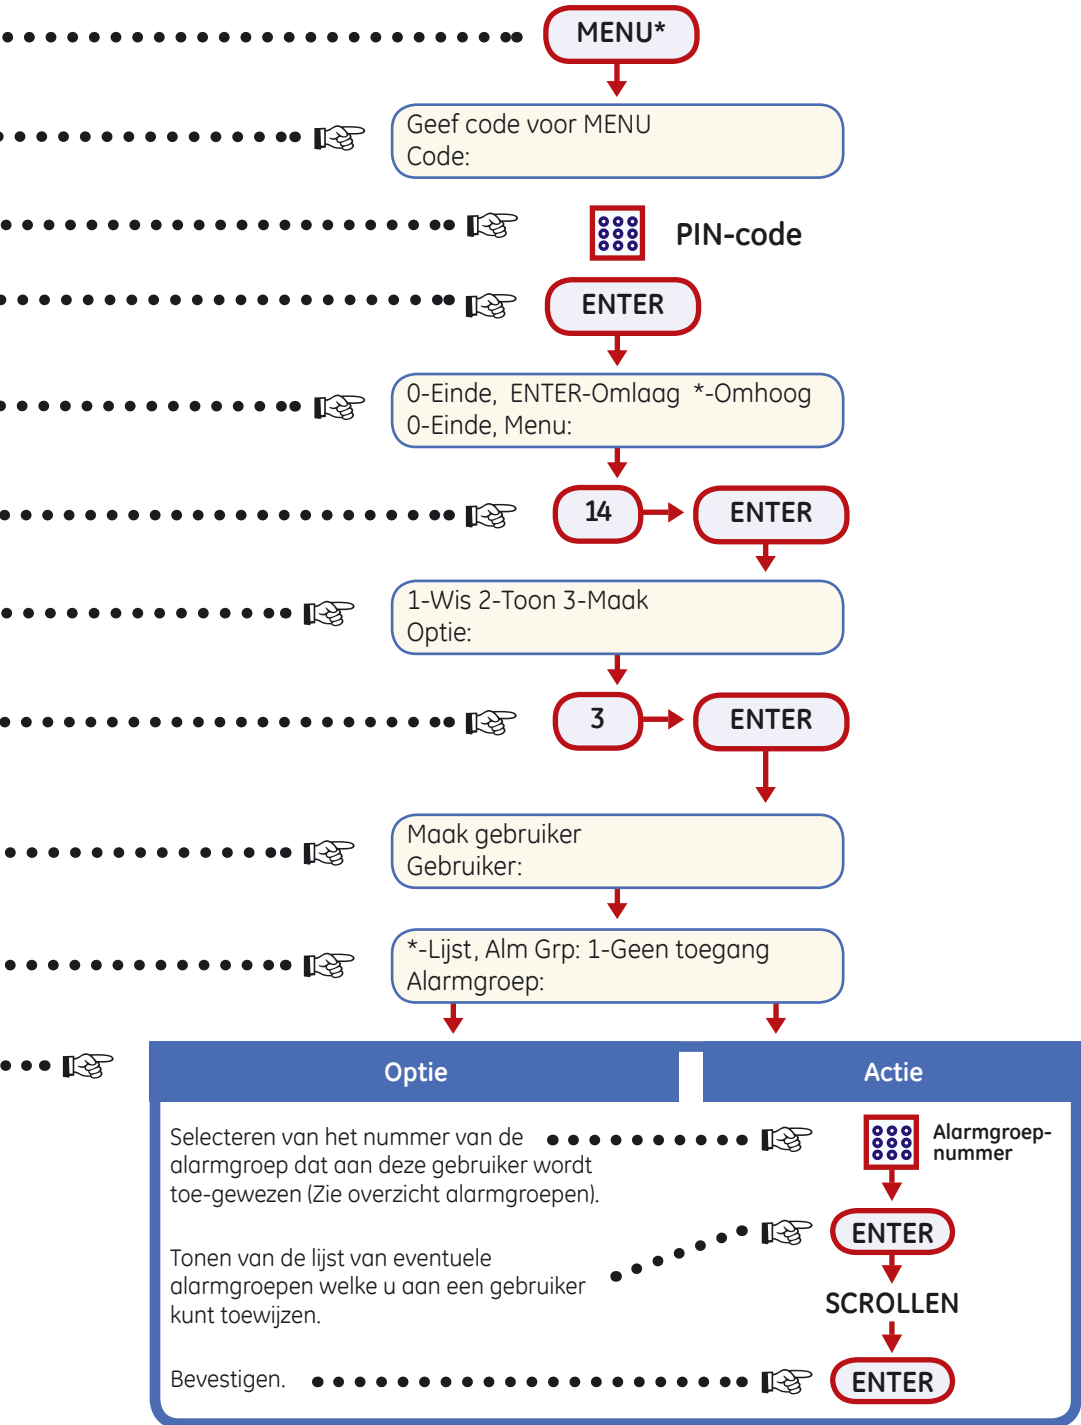 MENU*
Geef code voor MENU
Code:
PIN-code
ENTER
0-Einde, ENTER-Omlaag *-Omhoog
0-Einde, Menu:
14
ENTER
1-Wis 2-Toon 3-Maak
Optie:
3
ENTER
Maak gebruiker
Gebruiker:
*-Lijst, Alm Grp: 1-Geen toegang
Alarmgroep:
Optie
Actie
Selecteren van het nummer van de
alarmgroep dat aan deze gebruiker wordt
toe-gewezen (Zie overzicht alarmgroepen).
Alarmgroep-
nummer
ENTER
Tonen van de lijst van eventuele
alarmgroepen welke u aan een gebruiker
kunt toewijzen.
SCROLLEN
Bevestigen.
ENTER